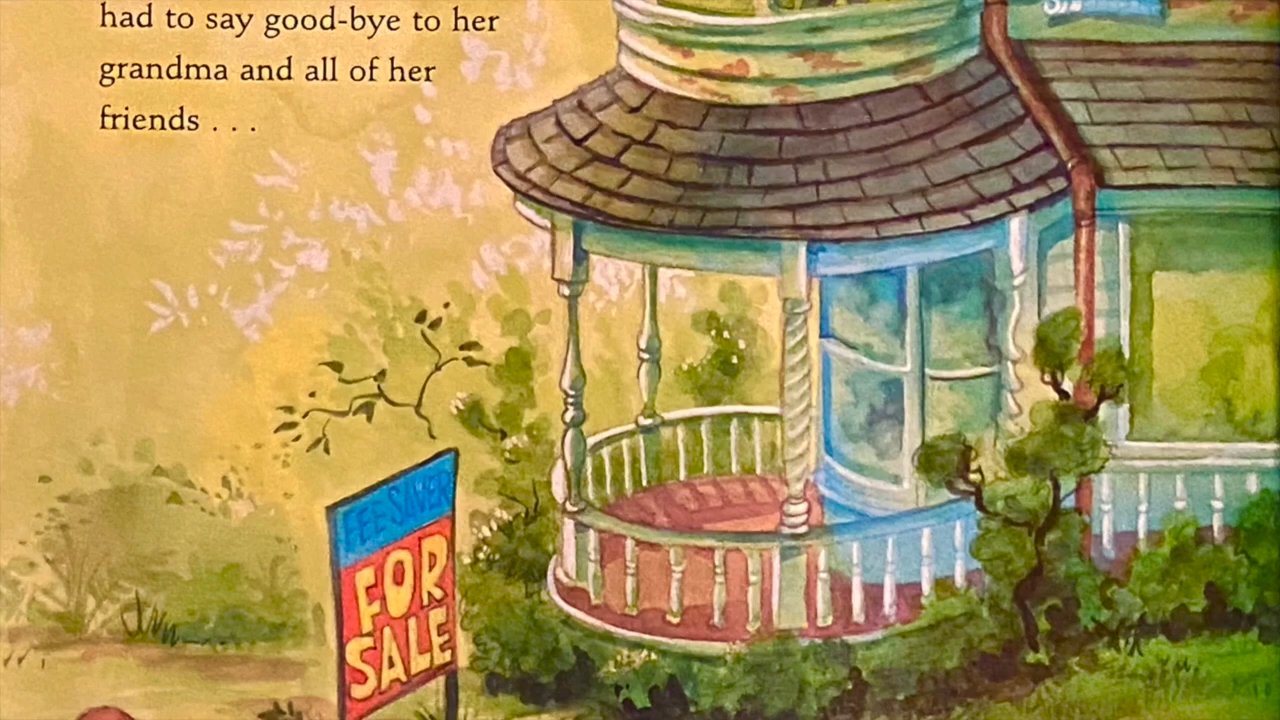 had to say good-bye to her
grandma and all of her
friends . . .
FEE SAVER
FOR
SALE